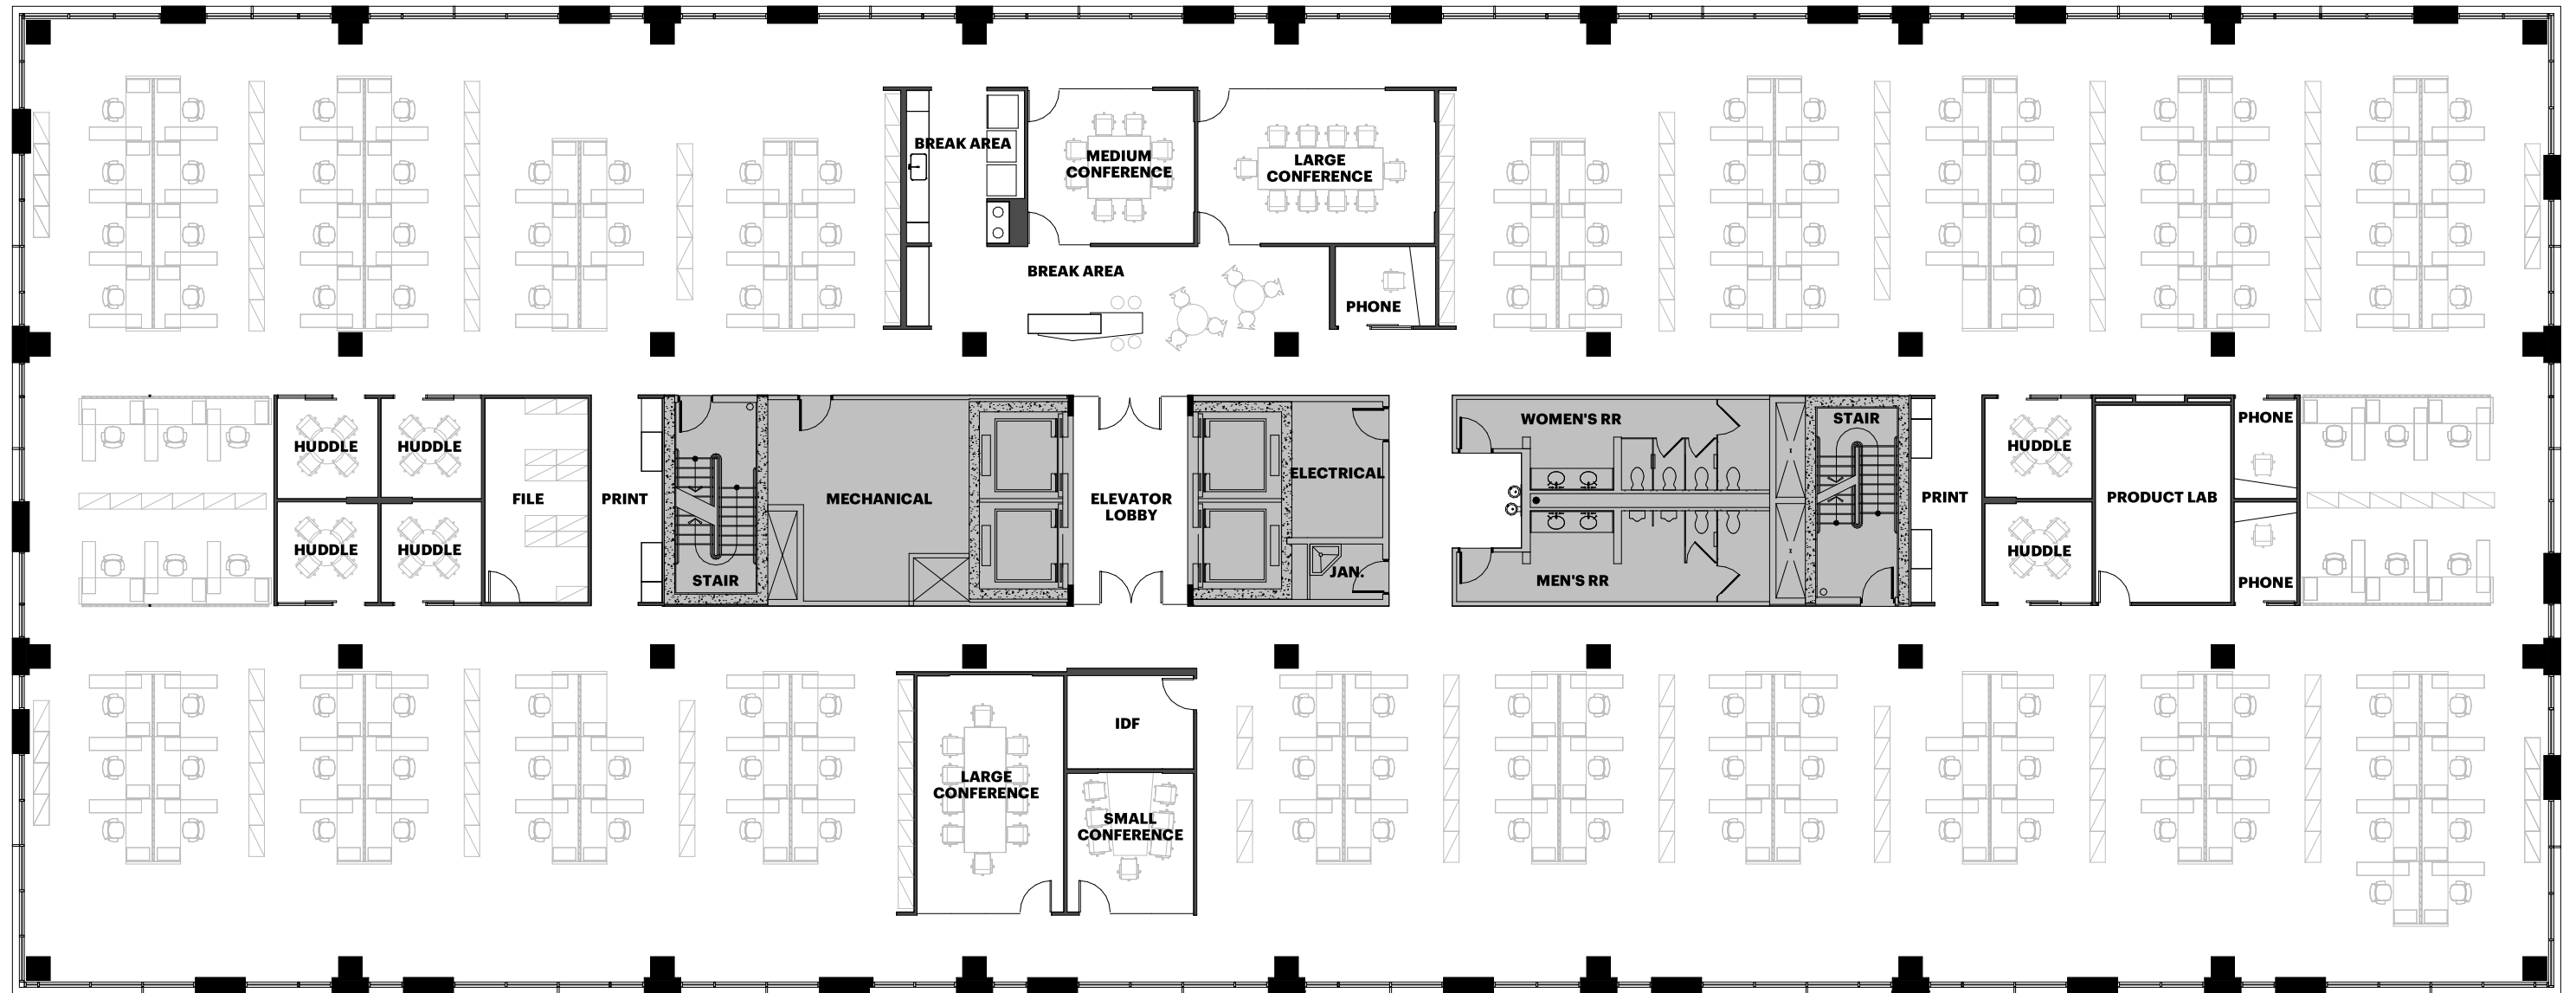 BREAK AREA
MEDIUM
CONFERENCE
LARGE
CONFERENCE
BREAK AREA
PHONE
HUDDLE
HUDDLE
HUDDLE
HUDDLE
FILE
PRINT
STAIR
MECHANICAL
ELEVATOR
LOBBY
ELECTRICAL
JAN.
WOMEN'S RR
MEN'S RR
STAIR
PRINT
HUDDLE
HUDDLE
PRODUCT LAB
PHONE
PHONE
LARGE
CONFERENCE
IDF
SMALL
CONFERENCE